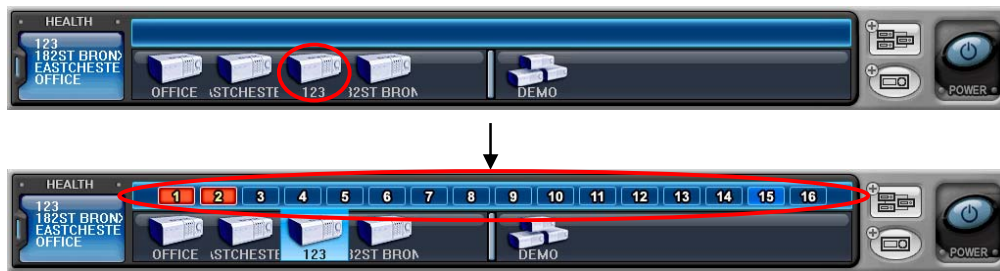 HEALTH
123
182ST BRONX
EASTCHESTE
OFFICE
OFFICE ASTCHESTE 123 82ST BRON DEMO
POWER
HEALTH 1 2 3 4 5 6 7 8 9 10 11 12 13 14 15 16
123
182ST BRONX
EASTCHESTE
OFFICE
OFFICE ASTCHESTE 123 82ST BRON DEMO
POWER